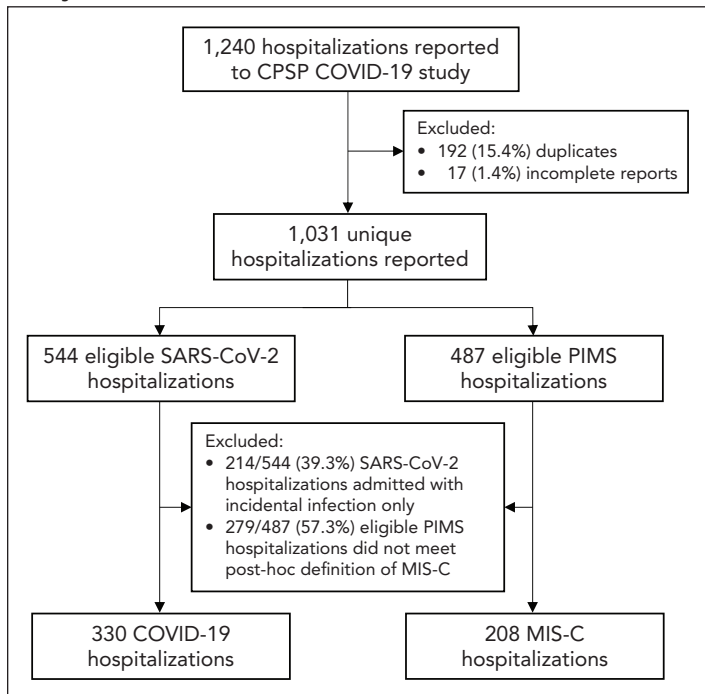 1,240 hospitalizations reported
to CPSP COVID-19 study
Excluded:
• 192 (15.4%) duplicates
• 17 (1.4%) incomplete reports
1,031 unique
hospitalizations reported
544 eligible SARS-CoV-2
hospitalizations
487 eligible PIMS
hospitalizations
Excluded:
• 214/544 (39.3%) SARS-CoV-2
hospitalizations admitted with
incidental infection only
• 279/487 (57.3%) eligible PIMS
hospitalizations did not meet
post-hoc definition of MIS-C
330 COVID-19
hospitalizations
208 MIS-C
hospitalizations